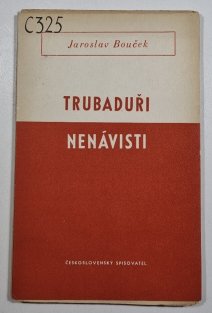 C325
Jaroslav Bouček
TRUBADUŘI
NENÁVISTI
ČESKOSLOVENSKÝ SPISOVATEL